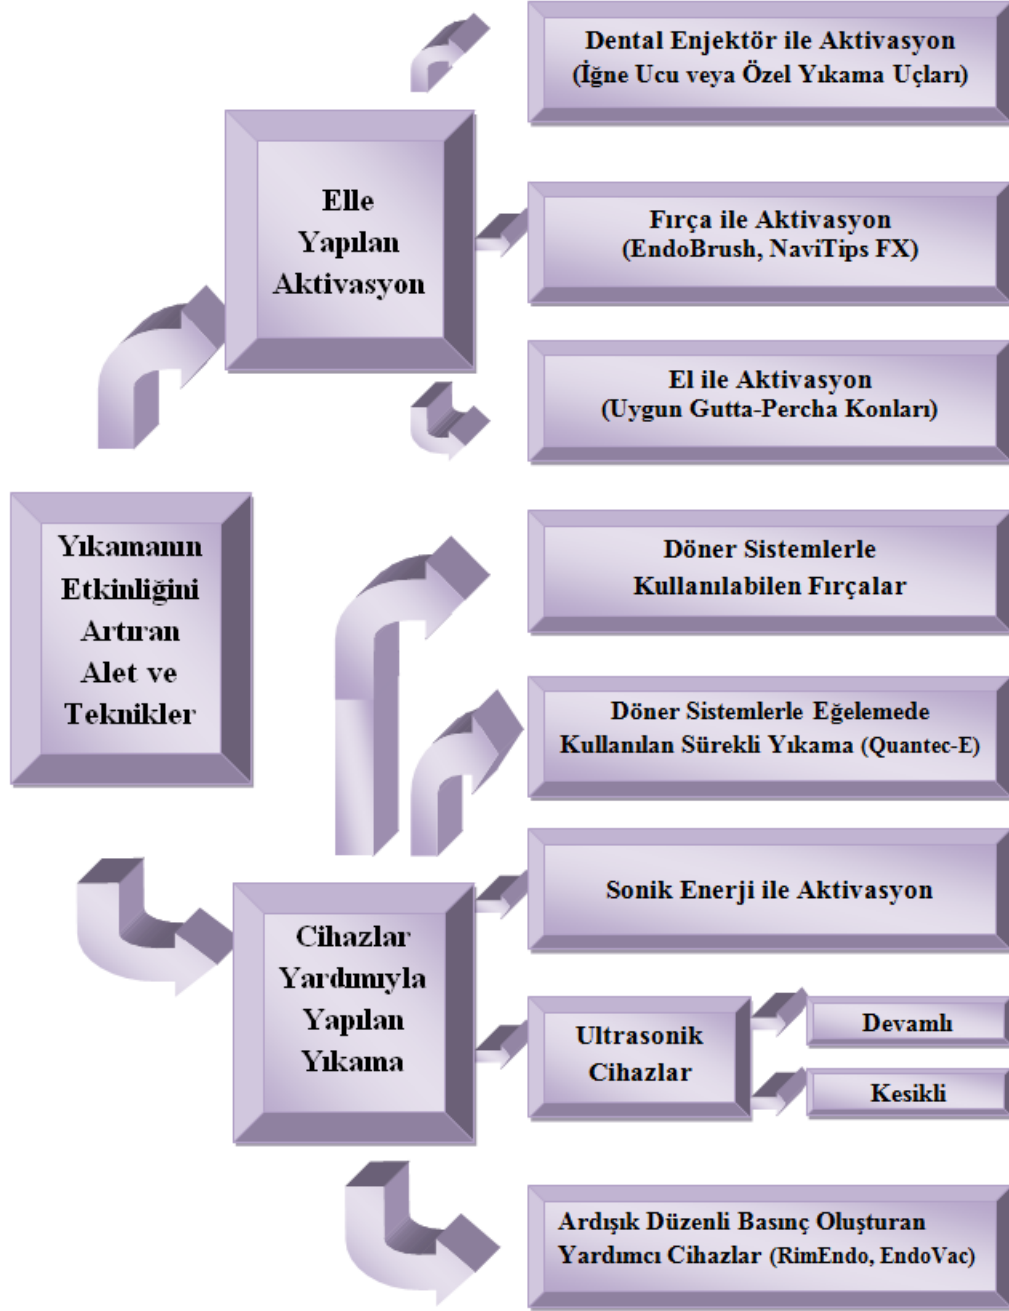 Dental Enjektör ile Aktivasyon
(İğne Ucu veya Özel Yıkama Uçları)
Elle
Yapılan
Aktivasyon
Fırça ile Aktivasyon
(EndoBrush, NaviTips FX)
El ile Aktivasyon
(Uygun Gutta-Percha Konları)
Yıkamanın
Etkinliğini
Artıran
Alet ve
Teknikler
Döner Sistemlerle
Kullanılabilen Fırçalar
Döner Sistemlerle Eğelemede
Kullanılan Sürekli Yıkama (Quantec-E)
Cihazlar
Yardımıyla
Yapılan
Yıkama
Sonik Enerji ile Aktivasyon
Ultrasonik
Cihazlar
Devamlı
Kesikli
Ardışık Düzenli Basınç Oluşturan
Yardımcı Cihazlar (RimEndo, EndoVac)